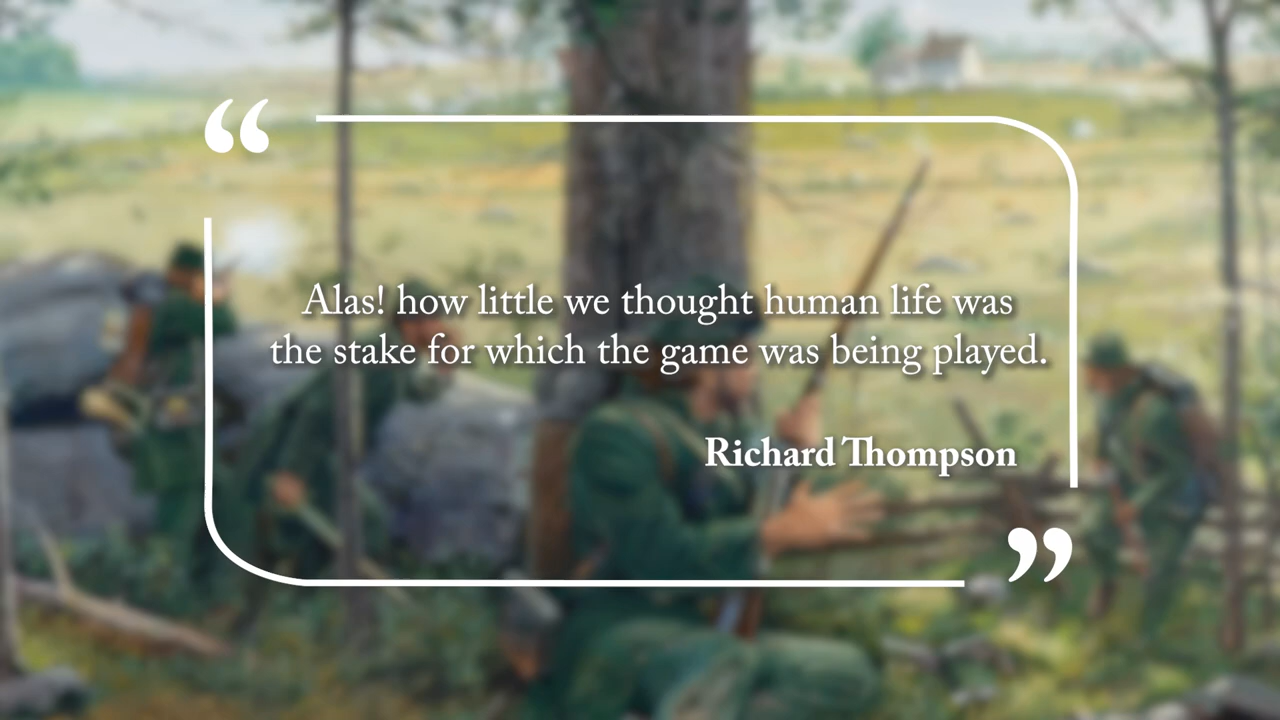 “
Alas! how little we thought human life was
the stake for which the game was being played.
Richard Thompson
”